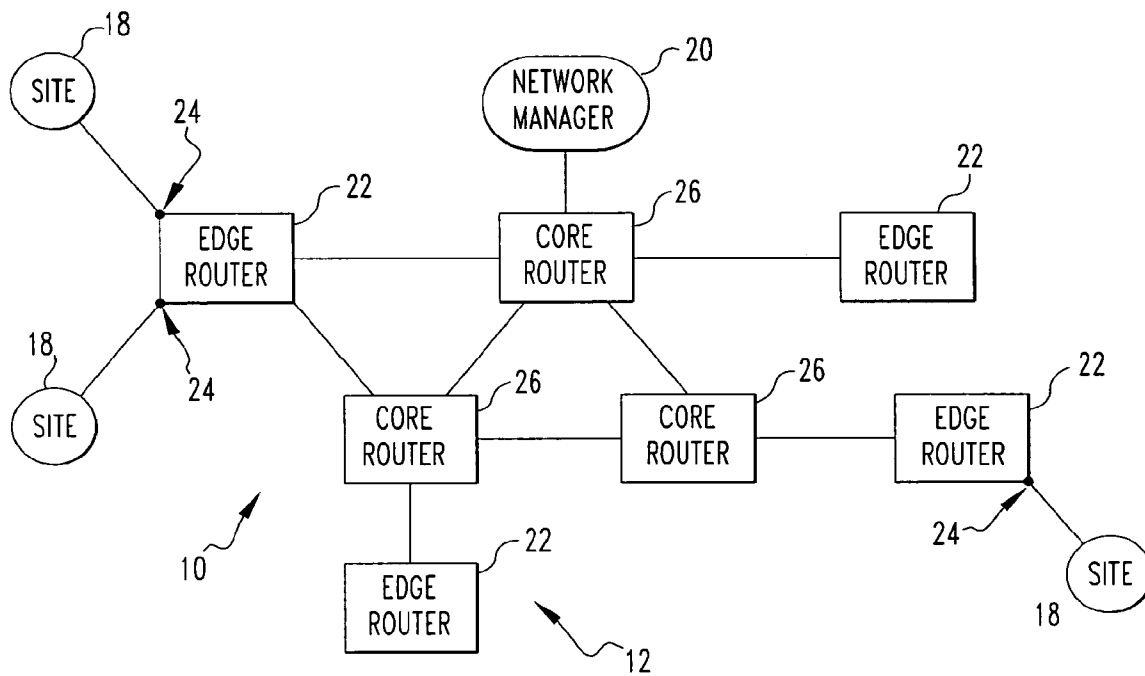 18
SITE
24
22
EDGE
ROUTER
NETWORK
MANAGER
20
26
CORE
ROUTER
22
EDGE
ROUTER
18
SITE
24
26
CORE
ROUTER
26
CORE
ROUTER
22
EDGE
ROUTER
24
10
22
EDGE
ROUTER
12
SITE
18